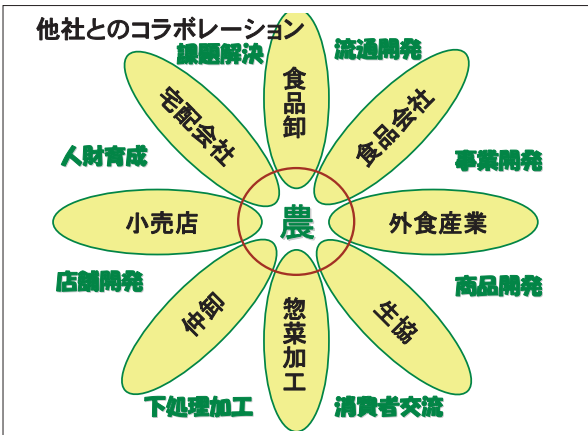 他社とのコラボレーション
課題解決
流通開発
食品卸
宅配会社
食品会社
人財育成
事業開発
小売店
農
外食産業
店舗開発
商品開発
仲卸
惣菜加工
生協
下処理加工
消費者交流